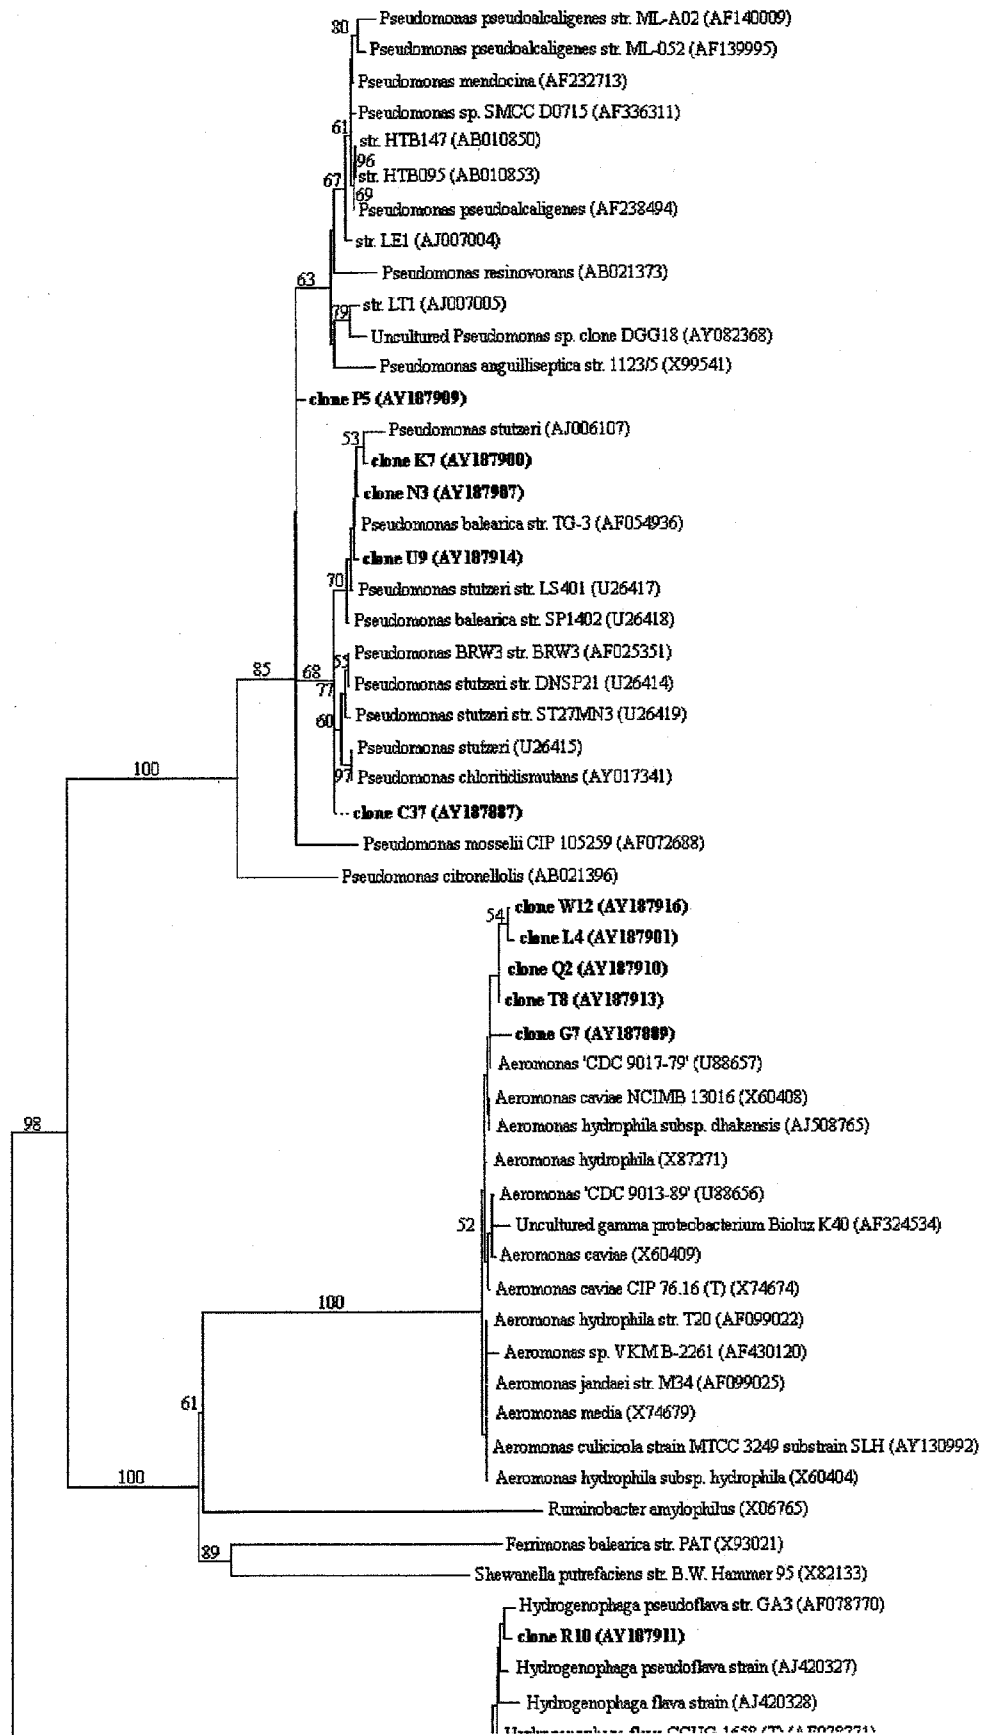 80
Pseudomonas pseudoalcaligenes str. ML-A02 (AF140009)
Pseudomonas pseudoalcaligenes str. ML-052 (AF139995)
Pseudomonas mendocina (AF232713)
Pseudomonas sp. SMCC D0715 (AF336311)
61
str. HTB147 (AB010850)
96
str. HTB095 (AB010853)
67
69
Pseudomonas pseudoalcaligenes (AF238494)
str. LE1 (AJ007004)
Pseudomonas resinovorans (AB021373)
63
79
str. LT1 (AJ007005)
Uncultured Pseudomonas sp. clone DGG18 (AY082368)
Pseudomonas anguilliseptica str. 1123/5 (X99541)
clone P5 (AY187909)
53
Pseudomonas stutzeri (AJ006107)
clone K7 (AY187900)
clone N3 (AY187907)
Pseudomonas balearica str. TG-3 (AF054936)
clone U9 (AY187914)
70
Pseudomonas stutzeri str. LS401 (U26417)
Pseudomonas balearica str. SP1402 (U26418)
55
Pseudomonas BRW3 str. BRW3 (AF025351)
85
68
77
Pseudomonas stutzeri str. DNSP21 (U26414)
60
Pseudomonas stutzeri str. ST27MN3 (U26419)
Pseudomonas stutzeri (U26415)
100
97
Pseudomonas chloritidismutans (AY017341)
clone C37 (AY187887)
Pseudomonas mosselii CIP 105259 (AF072688)
Pseudomonas citronellolis (AB021396)
54
clone W12 (AY187916)
clone L4 (AY187901)
clone Q2 (AY187910)
clone T8 (AY187913)
clone G7 (AY187889)
Aeromonas 'CDC 9017-79' (U88657)
Aeromonas caviae NCIMB 13016 (X60408)
98
Aeromonas hydrophila subsp. dhakensis (AJ508765)
Aeromonas hydrophila (X87271)
Aeromonas 'CDC 9013-89' (U88656)
52
Uncultured gamma proteobacterium Bioluz K40 (AF324534)
Aeromonas caviae (X60409)
Aeromonas caviae CIP 76.16 (T) (X74674)
100
Aeromonas hydrophila str. T20 (AF099022)
Aeromonas sp. VKM B-2261 (AF430120)
Aeromonas jandaei str. M34 (AF099025)
61
Aeromonas media (X74679)
Aeromonas culicicola strain MTCC 3249 substrain SLH (AY130992)
100
Aeromonas hydrophila subsp. hydrophila (X60404)
Ruminobacter amylophilus (X06765)
89
Ferrimonas balearica str. PAT (X93021)
Shewanella putrefaciens str. B.W. Hammer 95 (X82133)
Hydrogenophaga pseudoflava str. GA3 (AF078770)
clone R10 (AY187911)
Hydrogenophaga pseudoflava strain (AJ420327)
Hydrogenophaga flava strain (AJ420328)